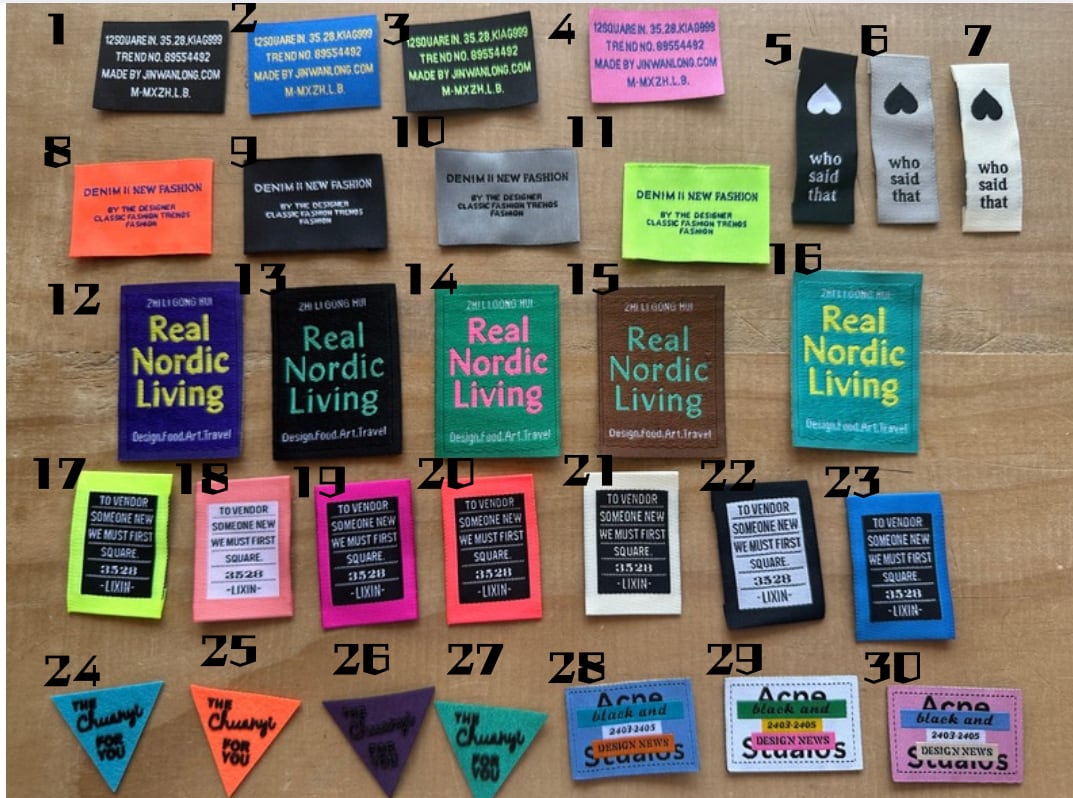 1
12SQUARE IN. 35.28.KIAG999
TREND NO. 89554492
MADE BY JINWANLONG.COM
M-MXZH.L.B.
2
12SQUARE IN. 35.28.KIAG999
TREND NO. 89554492
MADE BY JINWANLONG.COM
M-MXZH.L.B.
3
12SQUARE IN. 35.28.KIAG999
TREND NO. 89554492
MADE BY JINWANLONG.COM
M-MXZH.L.B.
4
12SQUARE IN. 35.28.KIAG999
TREND NO. 89554492
MADE BY JINWANLONG.COM
M-MXZH.L.B.
5
who
said
that
6
who
said
that
7
who
said
that
8
DENIM II NEW FASHION
BY THE DESIGNER
CLASSIC FASHION TRENDS
FASHION
9
DENIM II NEW FASHION
BY THE DESIGNER
CLASSIC FASHION TRENDS
FASHION
10
DENIM II NEW FASHION
BY THE DESIGNER
CLASSIC FASHION TRENDS
FASHION
11
DENIM II NEW FASHION
BY THE DESIGNER
CLASSIC FASHION TRENDS
FASHION
12
ZHI LI GONG HUI
Real
Nordic
Living
Design.Food.Art.Travel
13
ZHI LI GONG HUI
Real
Nordic
Living
Design.Food.Art.Travel
14
ZHI LI GONG HUI
Real
Nordic
Living
Design.Food.Art.Travel
15
ZHI LI GONG HUI
Real
Nordic
Living
Design.Food.Art.Travel
16
ZHI LI GONG HUI
Real
Nordic
Living
Design.Food.Art.Travel
17
TO VENDOR
SOMEONE NEW
WE MUST FIRST
SQUARE.
3528
-LIXIN-
18
TO VENDOR
SOMEONE NEW
WE MUST FIRST
SQUARE.
3528
-LIXIN-
19
TO VENDOR
SOMEONE NEW
WE MUST FIRST
SQUARE.
3528
-LIXIN-
20
TO VENDOR
SOMEONE NEW
WE MUST FIRST
SQUARE.
3528
-LIXIN-
21
TO VENDOR
SOMEONE NEW
WE MUST FIRST
SQUARE.
3528
-LIXIN-
22
TO VENDOR
SOMEONE NEW
WE MUST FIRST
SQUARE.
3528
-LIXIN-
23
TO VENDOR
SOMEONE NEW
WE MUST FIRST
SQUARE.
3528
-LIXIN-
24
THE
Chuanyi
FOR
YOU
25
THE
Chuanyi
FOR
YOU
26
THE
Chuanyi
FOR
YOU
27
THE
Chuanyi
FOR
YOU
28
Acne
black and
2403-2405
DESIGN NEWS
Studios
29
Acne
black and
2403-2405
DESIGN NEWS
Studios
30
Acne
black and
2403-2405
DESIGN NEWS
Studios